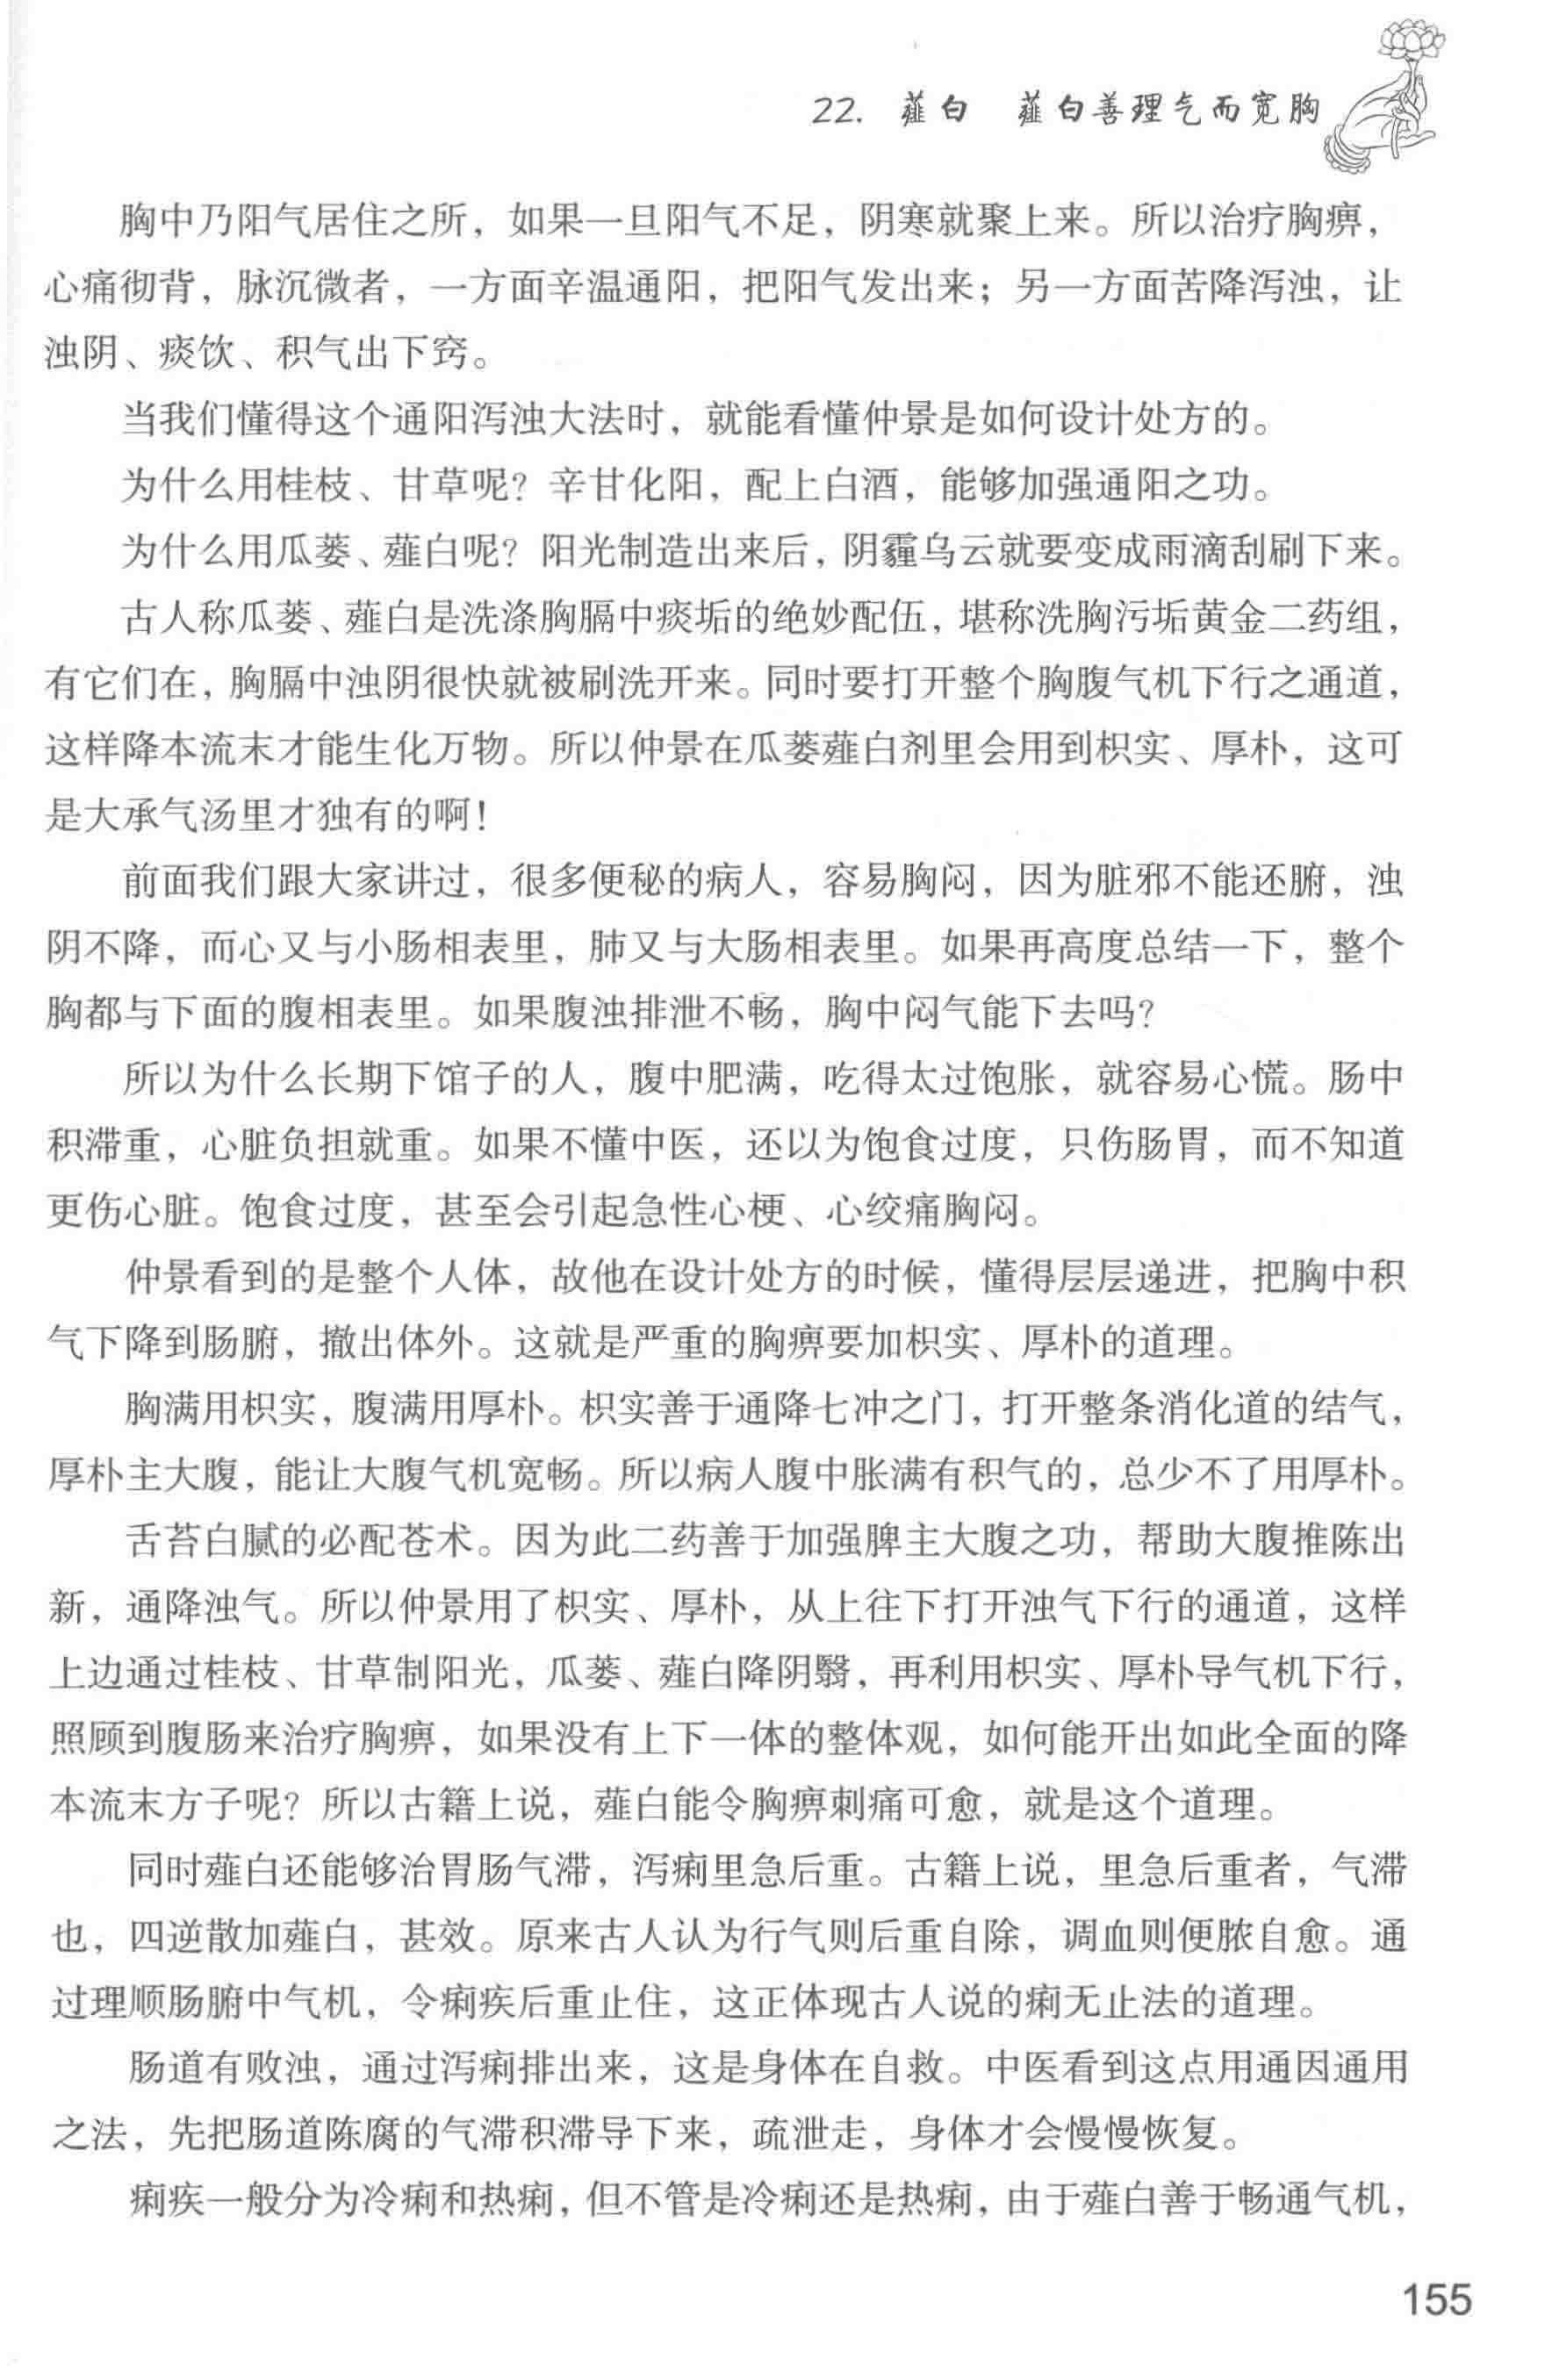 22. 薤白 薤白善理气而宽胸
胸中乃阳气居住之所，如果一旦阳气不足，阴寒就聚上来。所以治疗胸痹，
心痛彻背，脉沉微者，一方面辛温通阳，把阳气发出来；另一方面苦降泻浊，让
浊阴、痰饮、积气出下窍。
当我们懂得这个通阳泻浊大法时，就能看懂仲景是如何设计处方的。
为什么用桂枝、甘草呢？辛甘化阳，配上白酒，能够加强通阳之功。
为什么用瓜蒌、薤白呢？阳光制造出来后，阴霾乌云就要变成雨滴刮刷下来。
古人称瓜蒌、薤白是洗涤胸膈中痰垢的绝妙配伍，堪称洗胸污垢黄金二药组，
有它们在，胸膈中浊阴很快就被刷洗开来。同时要打开整个胸腹气机下行之通道，
这样降本流末才能生化万物。所以仲景在瓜蒌薤白剂里会用到枳实、厚朴，这可
是大承气汤里才独有的啊！
前面我们跟大家讲过，很多便秘的病人，容易胸闷，因为脏邪不能还腑，浊
阴不降，而心又与小肠相表里，肺又与大肠相表里。如果再高度总结一下，整个
胸都与下面的腹相表里。如果腹浊排泄不畅，胸中闷气能下去吗？
所以为什么长期下馆子的人，腹中肥满，吃得太过饱胀，就容易心慌。肠中
积滞重，心脏负担就重。如果不懂中医，还以为饱食过度，只伤肠胃，而不知道
更伤心脏。饱食过度，甚至会引起急性心梗、心绞痛胸闷。
仲景看到的是整个人体，故他在设计处方的时候，懂得层层递进，把胸中积
气下降到肠腑，撤出体外。这就是严重的胸痹要加枳实、厚朴的道理。
胸满用枳实，腹满用厚朴。枳实善于通降七冲之门，打开整条消化道的结气，
厚朴主大腹，能让大腹气机宽畅。所以病人腹中胀满有积气的，总少不了用厚朴。
舌苔白腻的必配苍术。因为此二药善于加强脾主大腹之功，帮助大腹推陈出
新，通降浊气。所以仲景用了枳实、厚朴，从上往下打开浊气下行的通道，这样
上边通过桂枝、甘草制阳光，瓜蒌、薤白降阴翳，再利用枳实、厚朴导气机下行，
照顾到腹肠来治疗胸痹，如果没有上下一体的整体观，如何能开出如此全面的降
本流末方子呢？所以古籍上说，薤白能令胸痹刺痛可愈，就是这个道理。
同时薤白还能够治胃肠气滞，泻痢里急后重。古籍上说，里急后重者，气滞
也，四逆散加薤白，甚效。原来古人认为行气则后重自除，调血则便脓自愈。通
过理顺肠腑中气机，令痢疾后重止住，这正体现古人说的痢无止法的道理。
肠道有败浊，通过泻痢排出来，这是身体在自救。中医看到这点用通因通用
之法，先把肠道陈腐的气滞积滞导下来，疏泄走，身体才会慢慢恢复。
痢疾一般分为冷痢和热痢，但不管是冷痢还是热痢，由于薤白善于畅通气机，
155